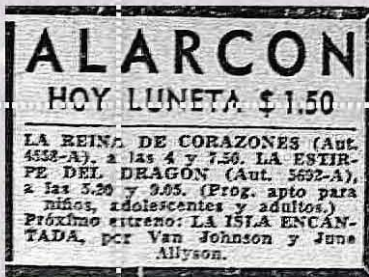 ALARCON
HOY LUNETA $1.50
LA REINA DE CORAZONES (Aut.
4558-A), a las 4 y 7.50. LA ESTIR-
PE DEL DRAGON (Aut. 5692-A),
a las 5.20 y 9.05. (Prog. apto para
niños, adolescentes y adultos.)
Próximo estreno: LA ISLA ENCAN-
TADA, por Van Johnson y June
Allyson.